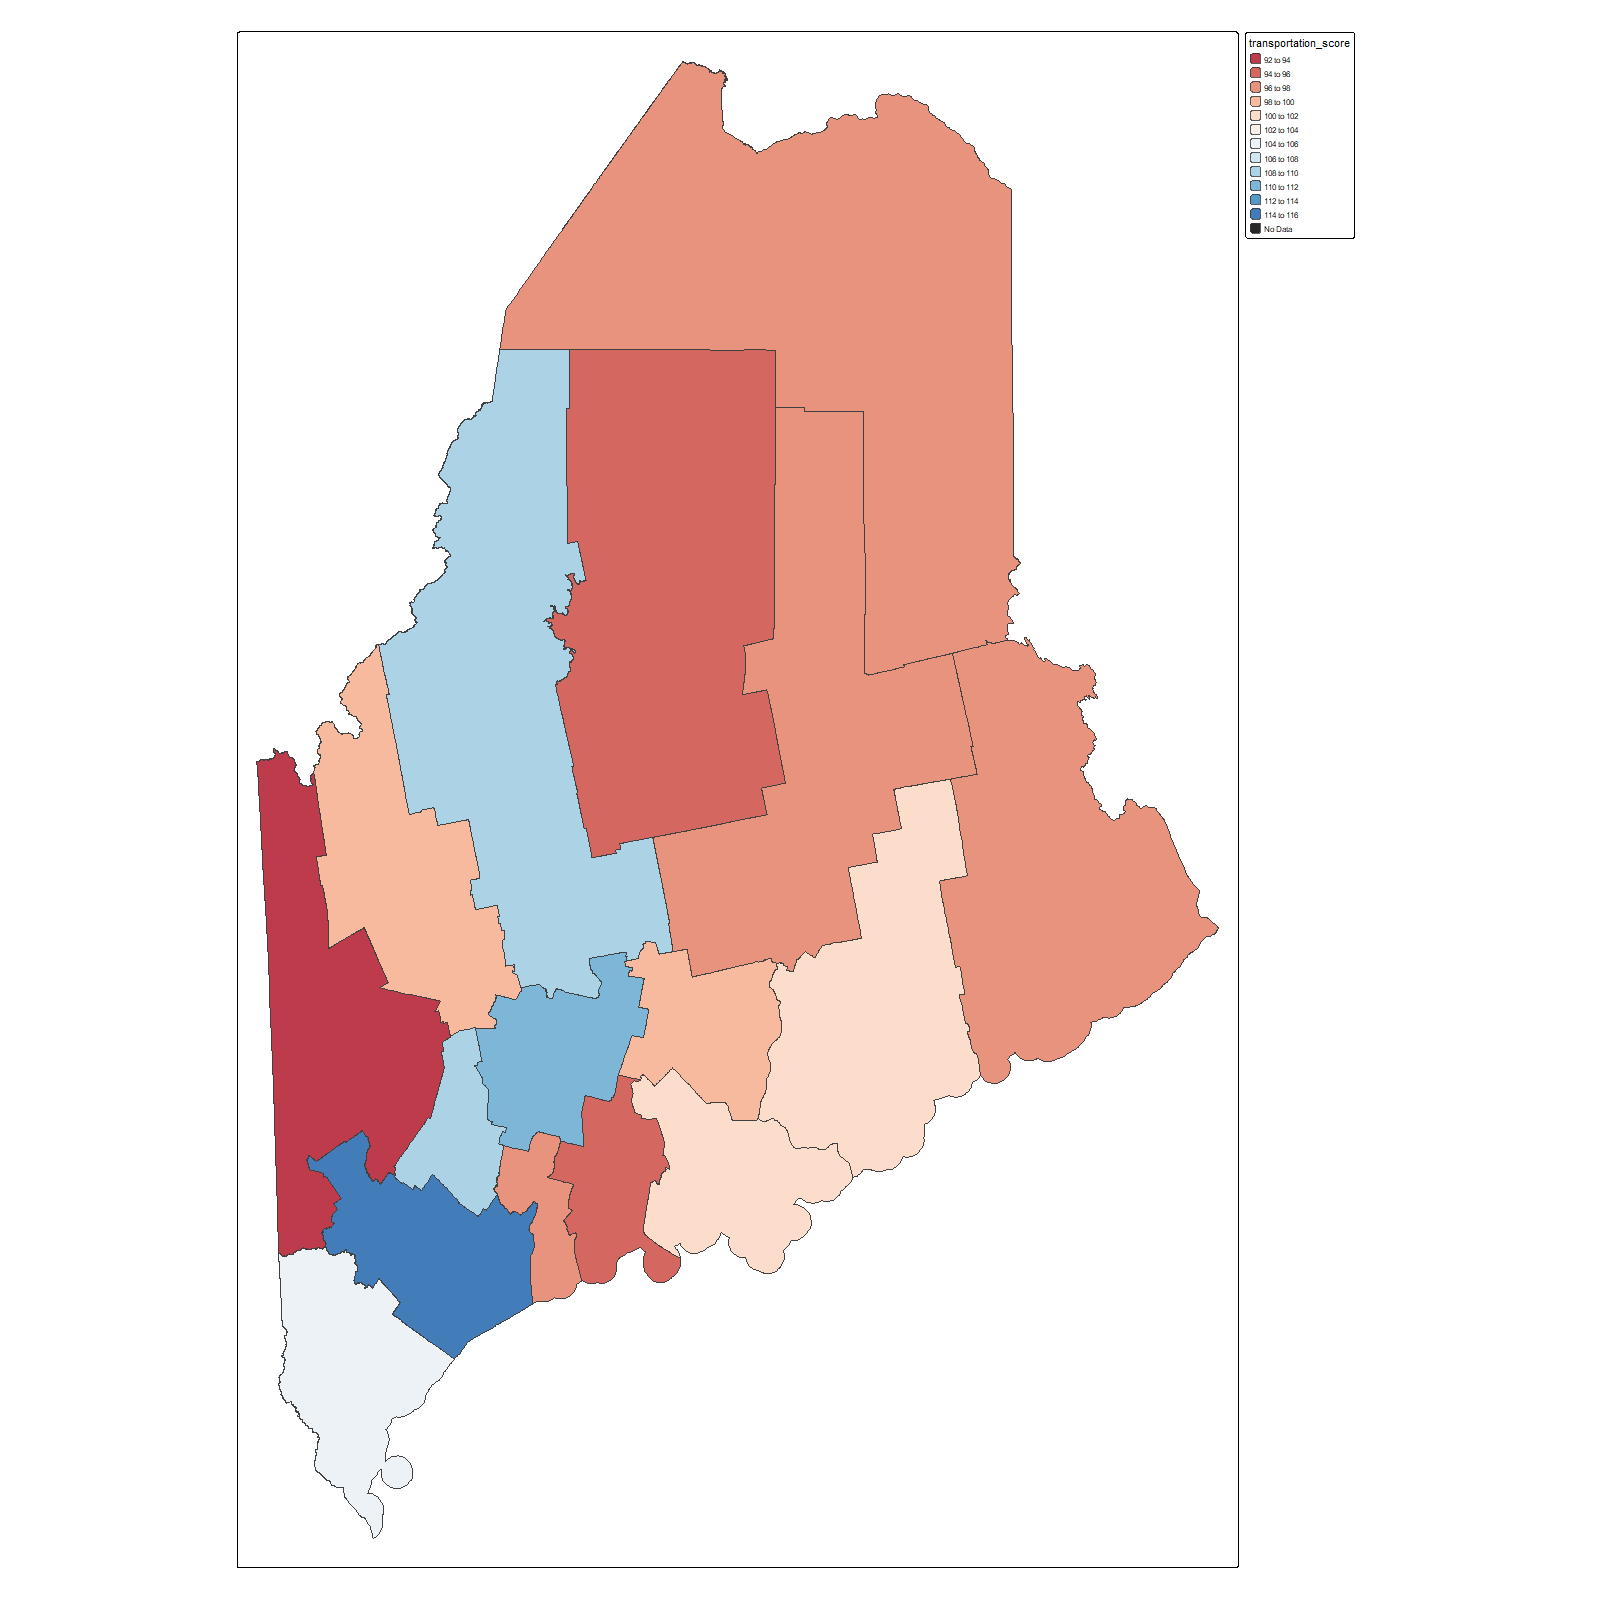 transportation_score
92 to 94
94 to 96
96 to 98
98 to 100
100 to 102
102 to 104
104 to 106
106 to 108
108 to 110
110 to 112
112 to 114
114 to 116
No Data